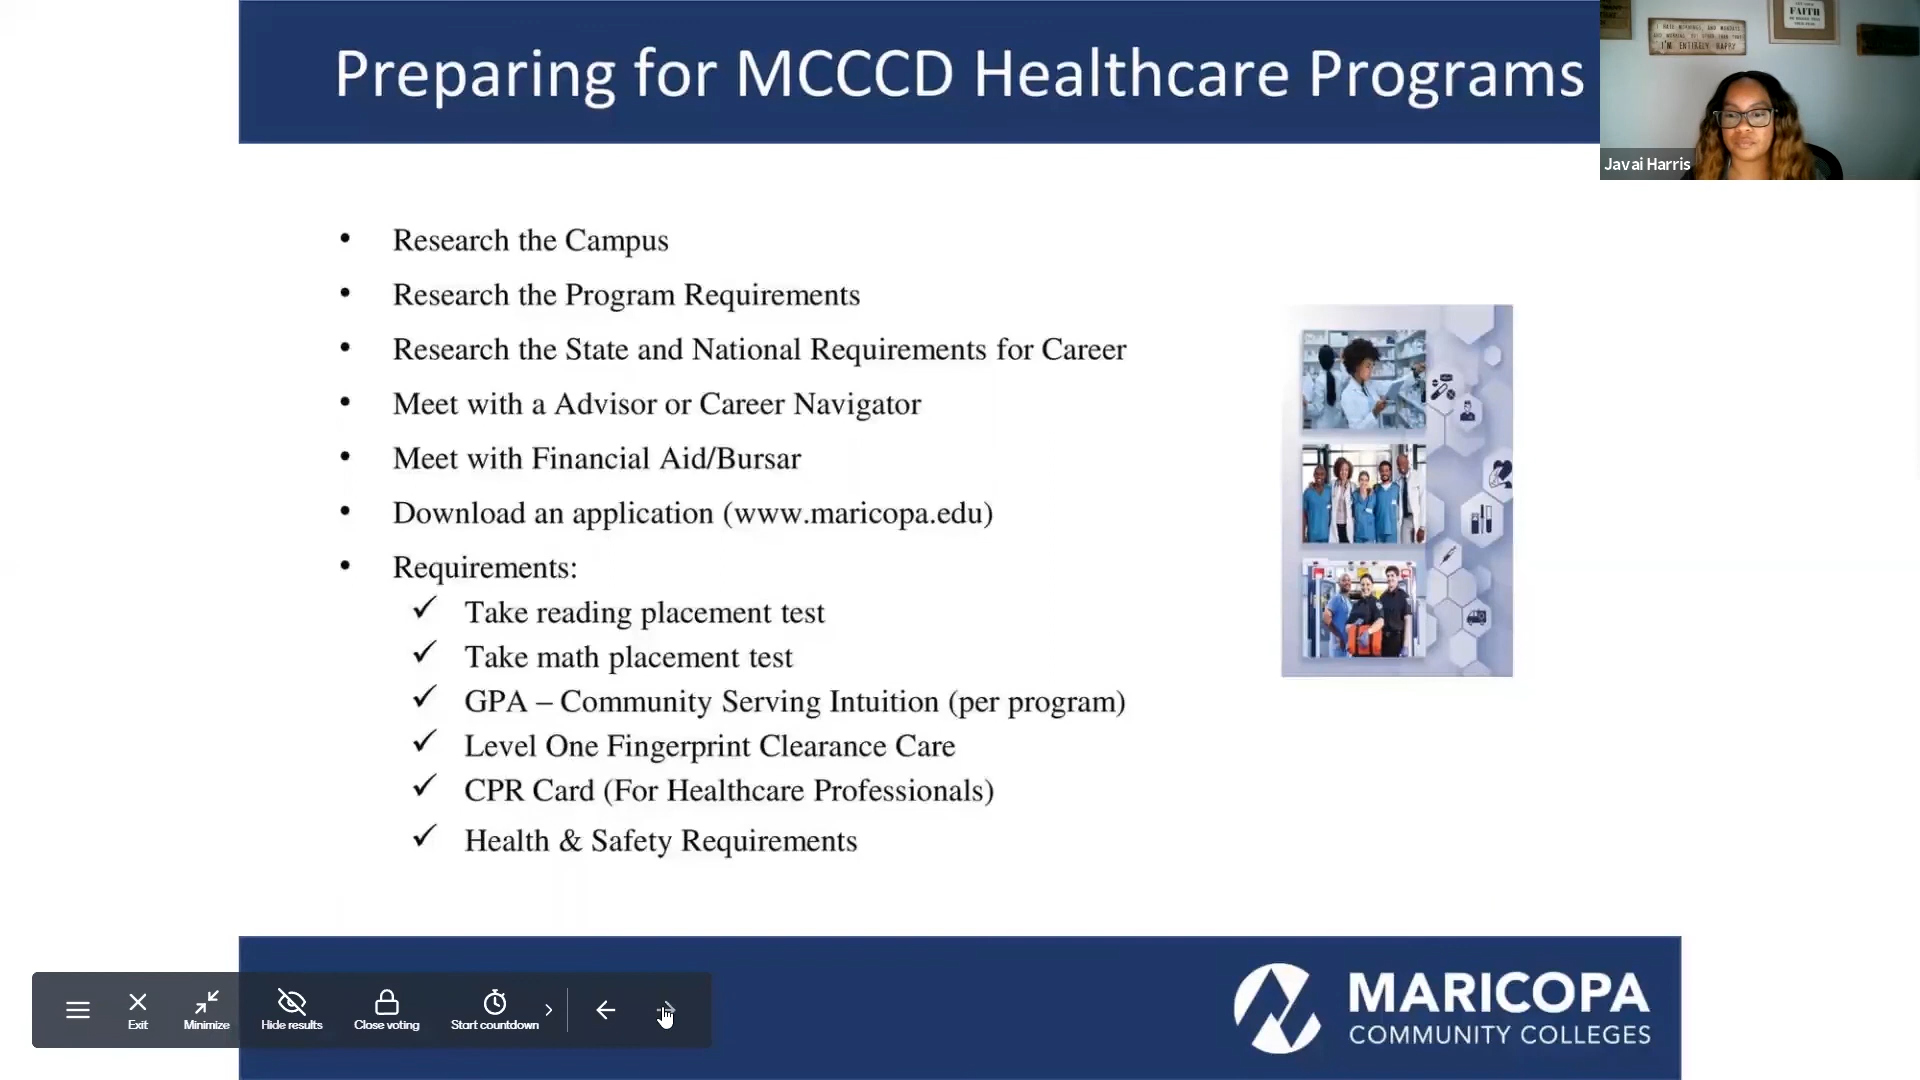 Preparing for MCCCD Healthcare Programs
FAITH
I'M ENTIRELY HAPPY
Javai Harris
• Research the Campus
• Research the Program Requirements
• Research the State and National Requirements for Career
• Meet with a Advisor or Career Navigator
• Meet with Financial Aid/Bursar
• Download an application (www.maricopa.edu)
• Requirements:
✓ Take reading placement test
✓ Take math placement test
✓ GPA – Community Serving Intuition (per program)
✓ Level One Fingerprint Clearance Care
✓ CPR Card (For Healthcare Professionals)
✓ Health & Safety Requirements
Exit
Minimize
Hide results
Close voting
Start countdown
MARICOPA
COMMUNITY COLLEGES